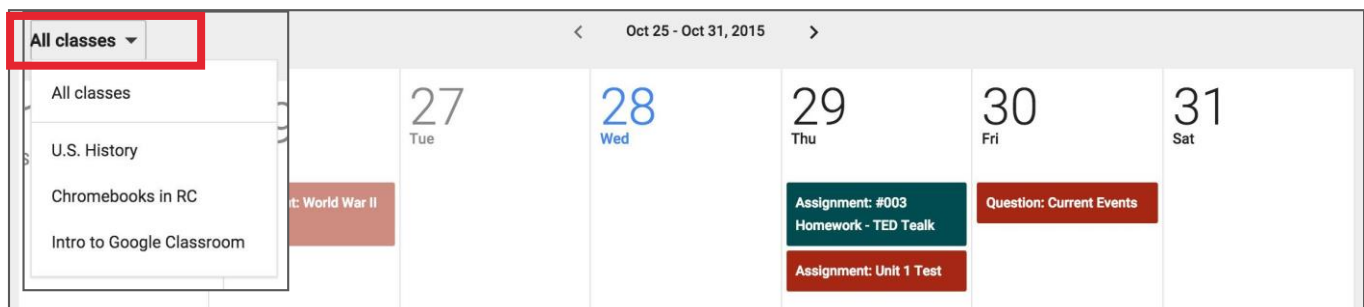 All classes
Oct 25 - Oct 31, 2015
All classes
U.S. History
Chromebooks in RC
Intro to Google Classroom
27
Tue
28
Wed
29
Thu
30
Fri
31
Sat
World War II
Assignment: #003
Homework - TED Tealk
Assignment: Unit 1 Test
Question: Current Events